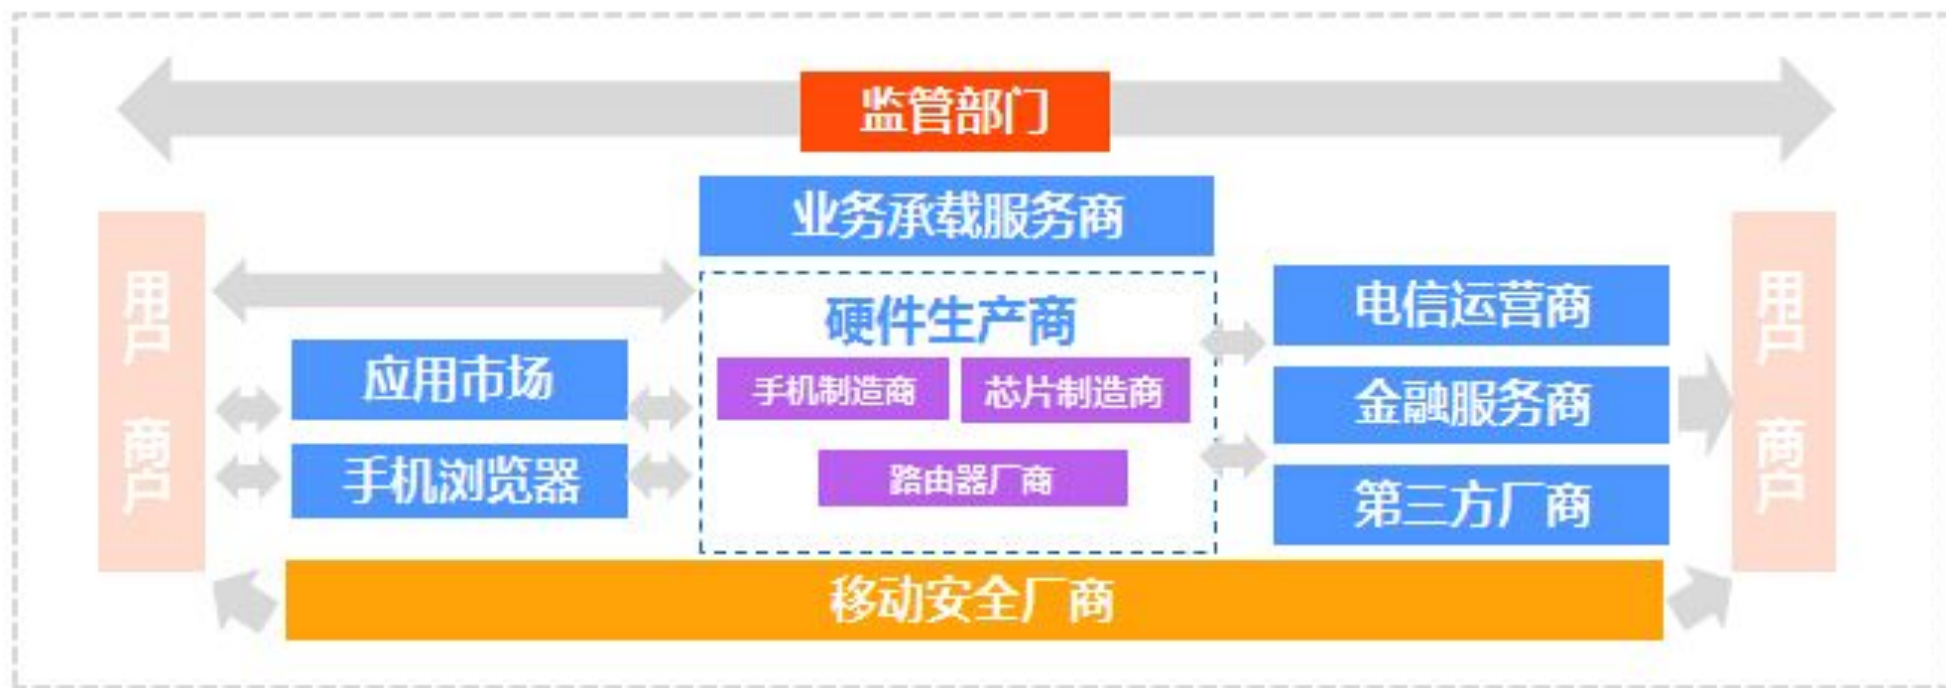 监管部门
业务承载服务商
用户 商户
应用市场
手机浏览器
硬件生产商
手机制造商
芯片制造商
路由器厂商
电信运营商
金融服务商
第三方厂商
用户 商户
移动安全厂商